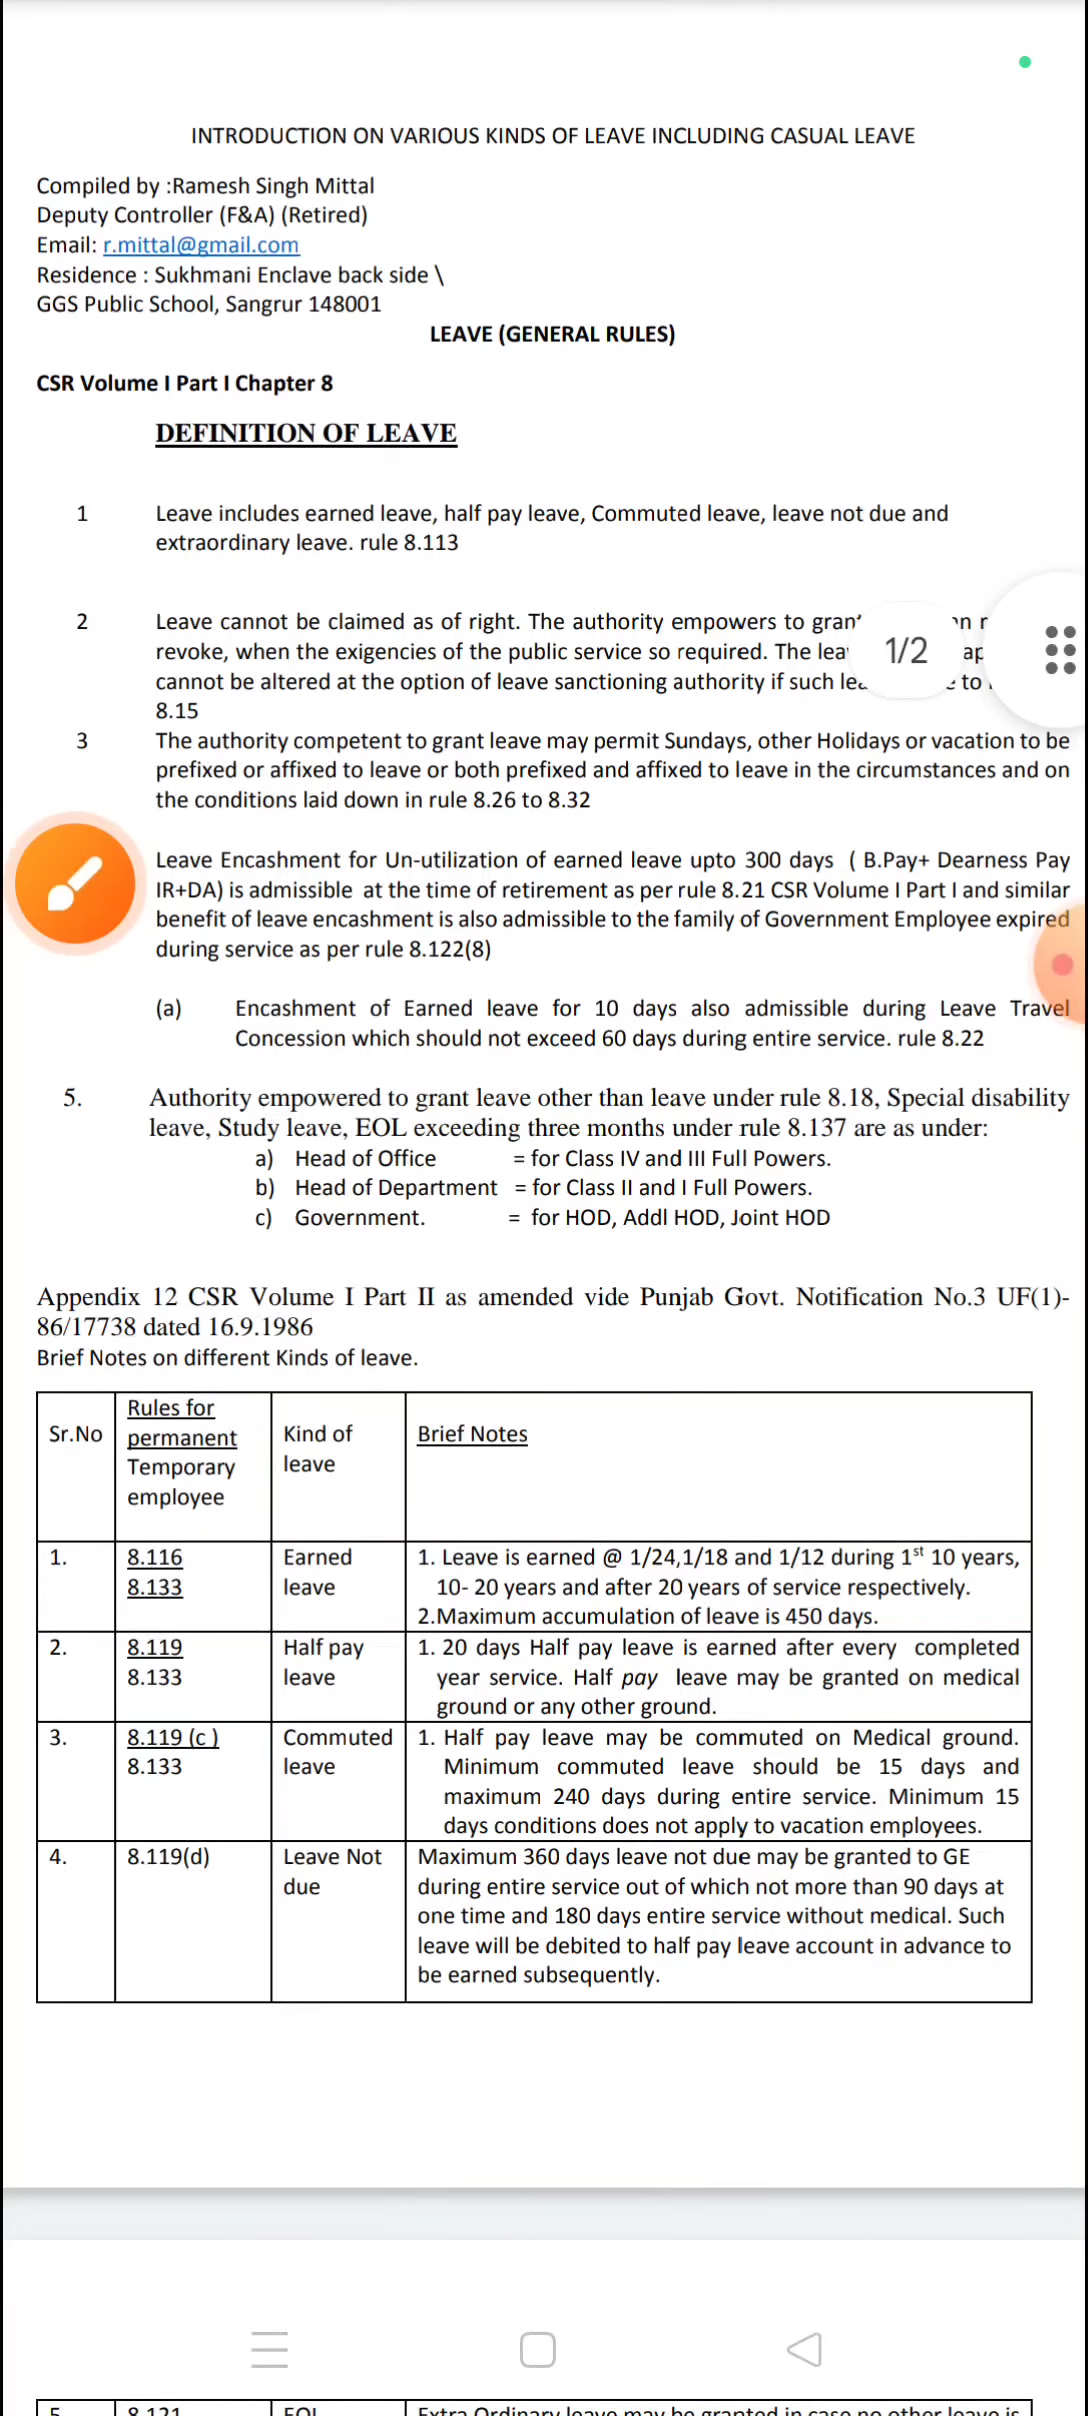 INTRODUCTION ON VARIOUS KINDS OF LEAVE INCLUDING CASUAL LEAVE
Compiled by :Ramesh Singh Mittal
Deputy Controller (F&A) (Retired)
Email: r.mittal@gmail.com
Residence : Sukhmani Enclave back side \
GGS Public School, Sangrur 148001
LEAVE (GENERAL RULES)
CSR Volume I Part I Chapter 8
DEFINITION OF LEAVE
1 Leave includes earned leave, half pay leave, Commuted leave, leave not due and
extraordinary leave. rule 8.113
2 Leave cannot be claimed as of right. The authority empowers to
revoke, when the exigencies of the public service so required. The
1/2
cannot be altered at the option of leave sanctioning authority if such to
8.15
3 The authority competent to grant leave may permit Sundays, other Holidays or vacation to be
prefixed or affixed to leave or both prefixed and affixed to leave in the circumstances and on
the conditions laid down in rule 8.26 to 8.32
Leave Encashment for Un-utilization of earned leave upto 300 days ( B.Pay+ Dearness Pay
IR+DA) is admissible at the time of retirement as per rule 8.21 CSR Volume I Part I and similar
benefit of leave encashment is also admissible to the family of Government Employee expired
during service as per rule 8.122(8)
(a) Encashment of Earned leave for 10 days also admissible during Leave Travel
Concession which should not exceed 60 days during entire service. rule 8.22
5. Authority empowered to grant leave other than leave under rule 8.18, Special disability
leave, Study leave, EOL exceeding three months under rule 8.137 are as under:
a) Head of Office = for Class IV and III Full Powers.
b) Head of Department = for Class II and I Full Powers.
c) Government. = for HOD, Addl HOD, Joint HOD
Appendix 12 CSR Volume I Part II as amended vide Punjab Govt. Notification No.3 UF(1)-
86/17738 dated 16.9.1986
Brief Notes on different Kinds of leave.
Sr.No
Rules for
permanent
Temporary
employee
Kind of
leave
Brief Notes
1.
8.116
8.133
Earned
leave
1. Leave is earned @ 1/24,1/18 and 1/12 during 1st 10 years,
10- 20 years and after 20 years of service respectively.
2.Maximum accumulation of leave is 450 days.
2.
8.119
8.133
Half pay
leave
1. 20 days Half pay leave is earned after every completed
year service. Half pay leave may be granted on medical
ground or any other ground.
3.
8.119 (c )
8.133
Commuted
leave
1. Half pay leave may be commuted on Medical ground.
Minimum commuted leave should be 15 days and
maximum 240 days during entire service. Minimum 15
days conditions does not apply to vacation employees.
4.
8.119(d)
Leave Not
due
Maximum 360 days leave not due may be granted to GE
during entire service out of which not more than 90 days at
one time and 180 days entire service without medical. Such
leave will be debited to half pay leave account in advance to
be earned subsequently.
5
8.121
EOL
Extra Ordinary leave may be granted in case no other leave is